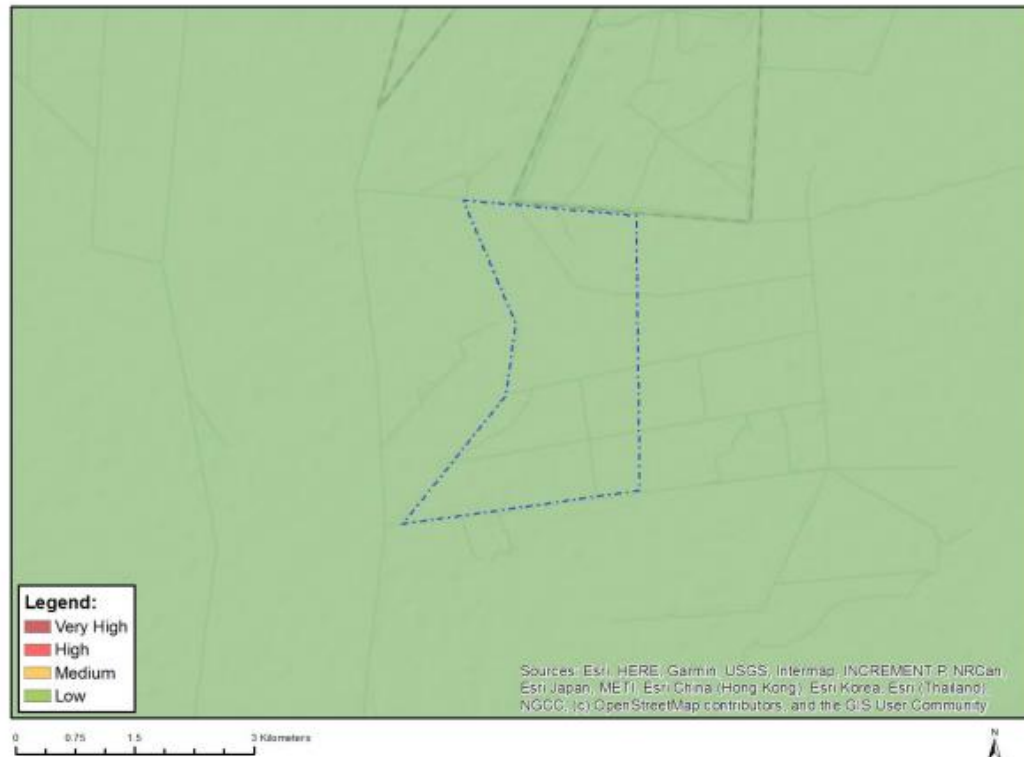 Legend:
Very High
High
Medium
Low
Sources: Esri, HERE, Garmin, USGS, Intermap, INCREMENT P, NRCan,
Esri Japan, METI, Esri China (Hong Kong), Esri Korea, Esri (Thailand),
NGCC, (c) OpenStreetMap contributors, and the GIS User Community
0 0.75 1.5 3 Kilometers
N